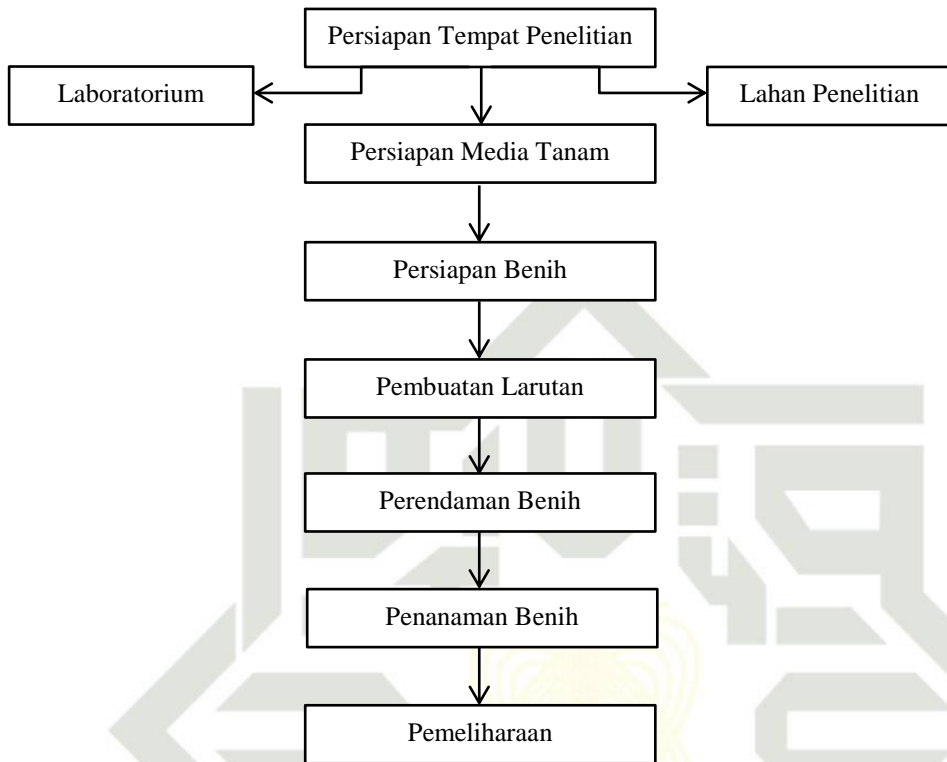 Persiapan Tempat Penelitian
Laboratorium
Lahan Penelitian
Persiapan Media Tanam
Persiapan Benih
Pembuatan Larutan
Perendaman Benih
Penanaman Benih
Pemeliharaan